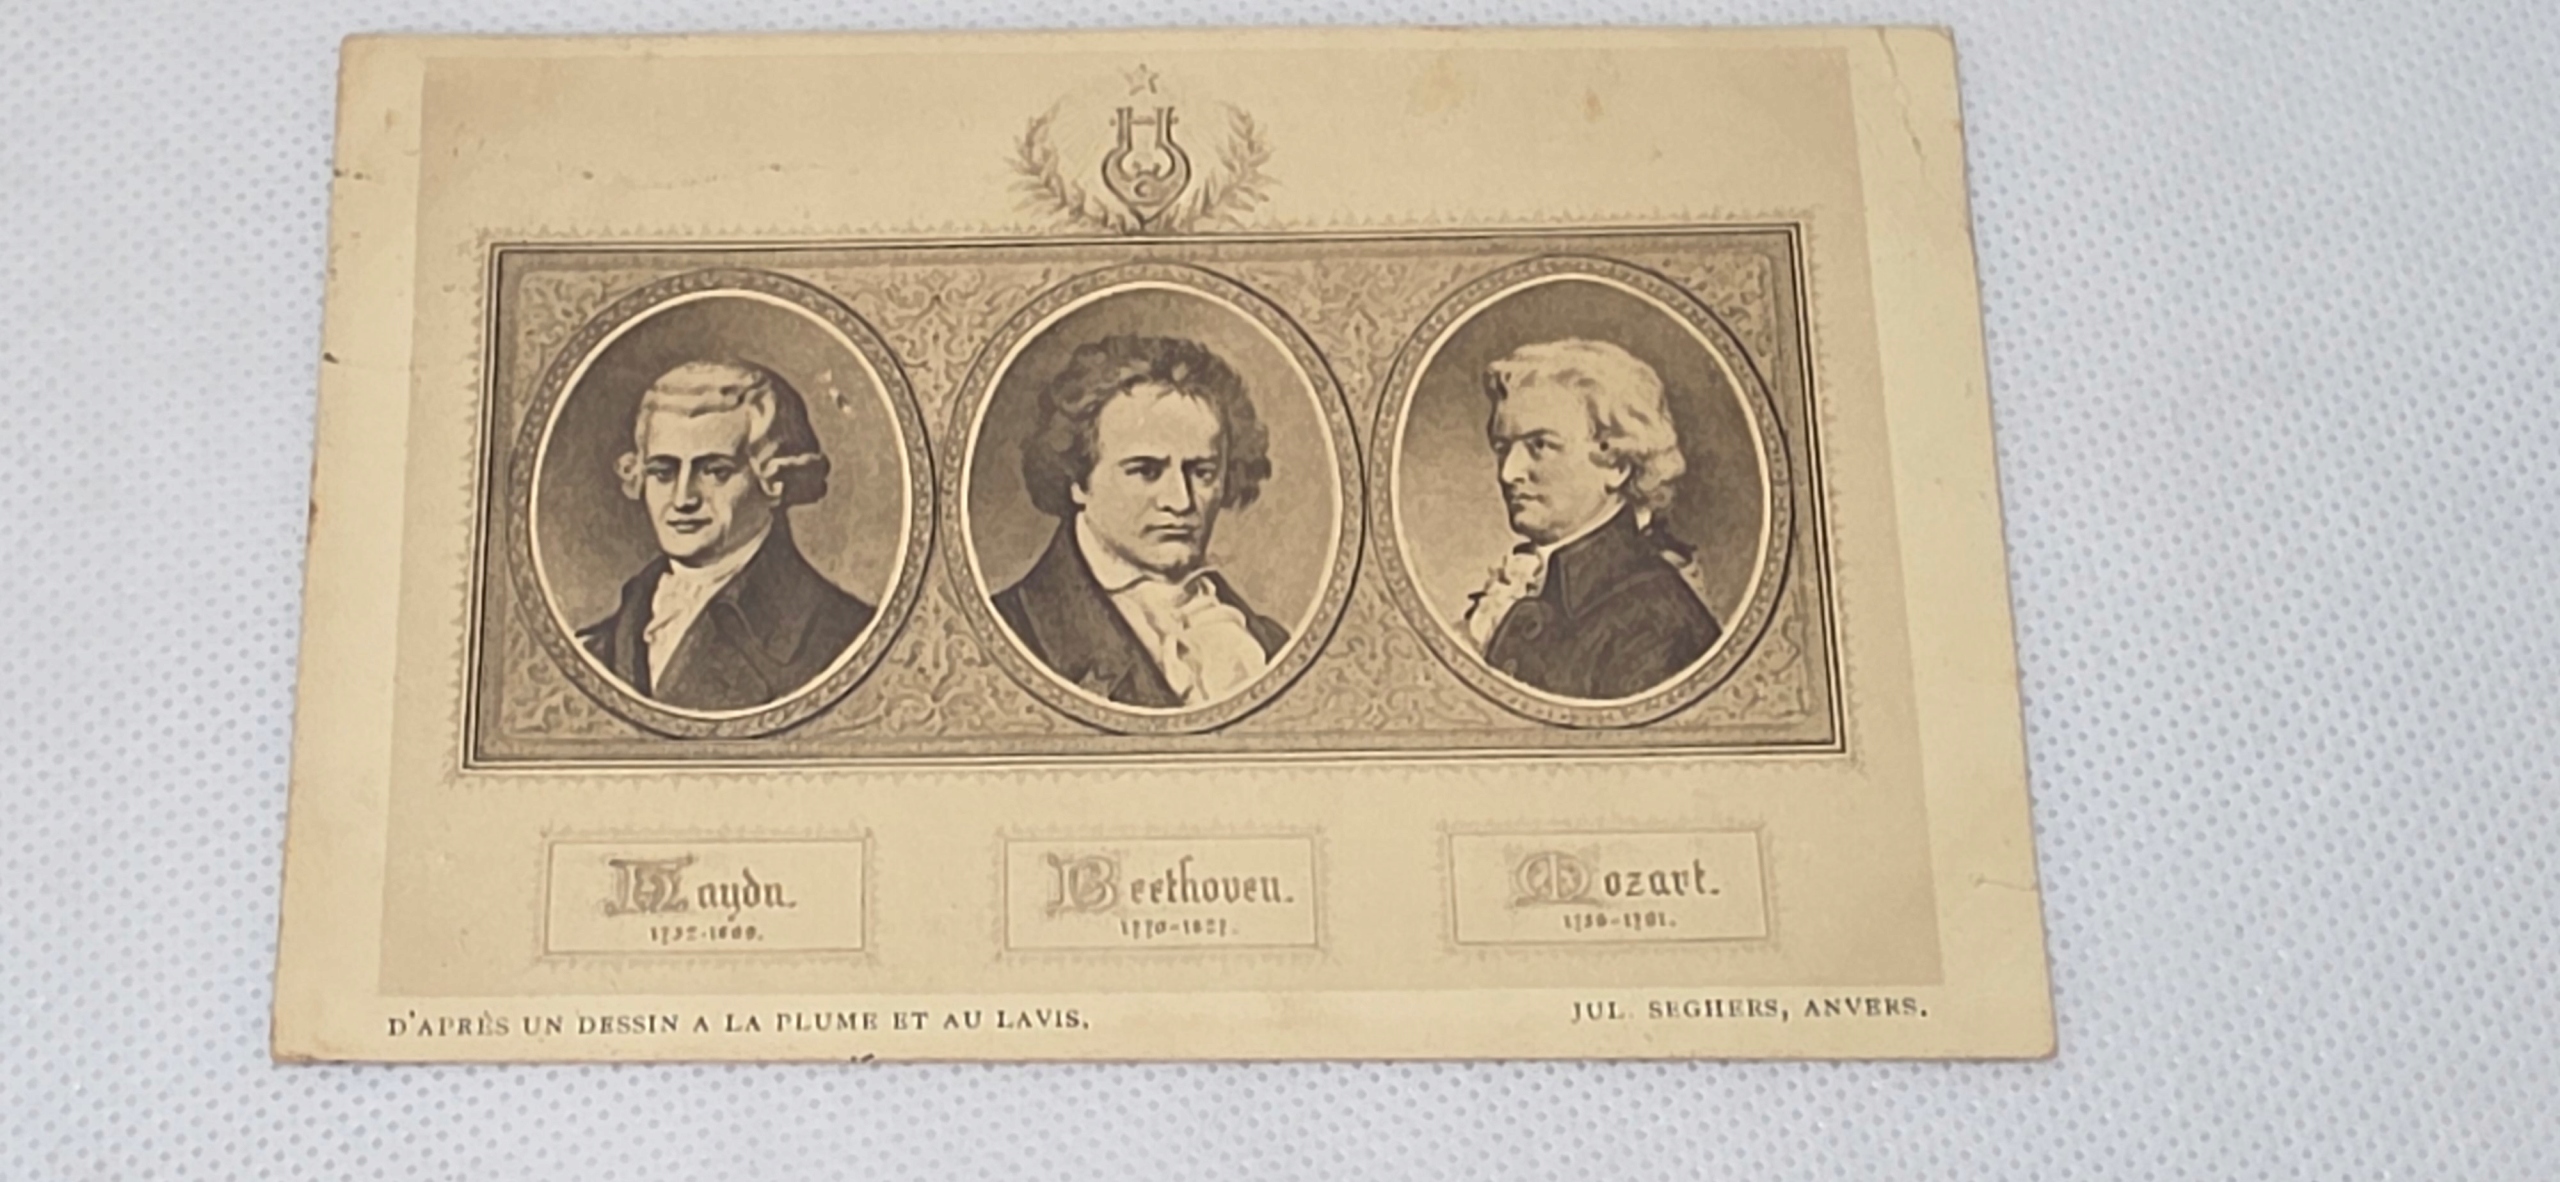 Haydn.
1732-1809.
Beethoven.
1770-1827.
Mozart.
1756-1791.
D'APRÈS UN DESSIN A LA PLUME ET AU LAVIS.
JUL. SEGHERS, ANVERS.